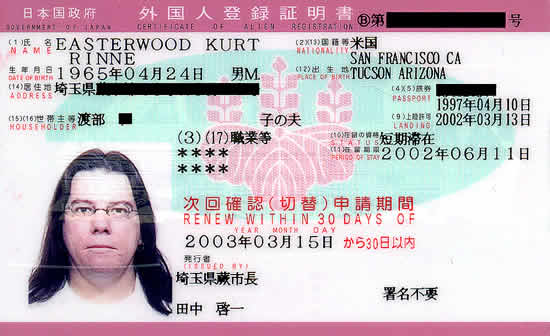 日本国政府 外国人登録証明書 Ⓑ第 号
GOVERNMENT OF JAPAN CERTIFICATE OF ALIEN REGISTRATION
(1)氏名 NAME EASTERWOOD KURT RINNE
(2)(13)国籍等 NATIONALITY 米国 SAN FRANCISCO CA
生年月日 DATE OF BIRTH 1965年04月24日 男M
(12)出生地 PLACE OF BIRTH TUCSON ARIZONA
(14)居住地 ADDRESS 埼玉県蕨市
(4)(5)旅券 PASSPORT
1997年04月10日
(15)(16)世帯主等 HOUSEHOLDER 渡部 子の夫
(9)上陸許可 LANDING 2002年03月13日
(3)(17)職業等
(10)在留の資格 STATUS 短期滞在
(11)在留期限 PERIOD OF STAY 2002年06月11日
****
****
次回確認(切替)申請期間
RENEW WITHIN 30 DAYS OF
YEAR MONTH DAY
2003年03月15日 から30日以内
発行者
(ISSUED BY)
埼玉県蕨市長
田中 啓一
署名不要